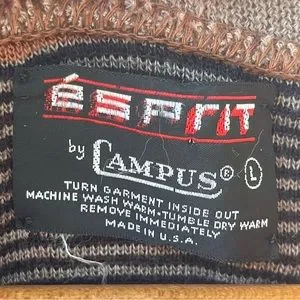 éSPRIT
by CAMPUS® L
TURN GARMENT INSIDE OUT
MACHINE WASH WARM-TUMBLE DRY WARM
REMOVE IMMEDIATELY
MADE IN U.S.A.